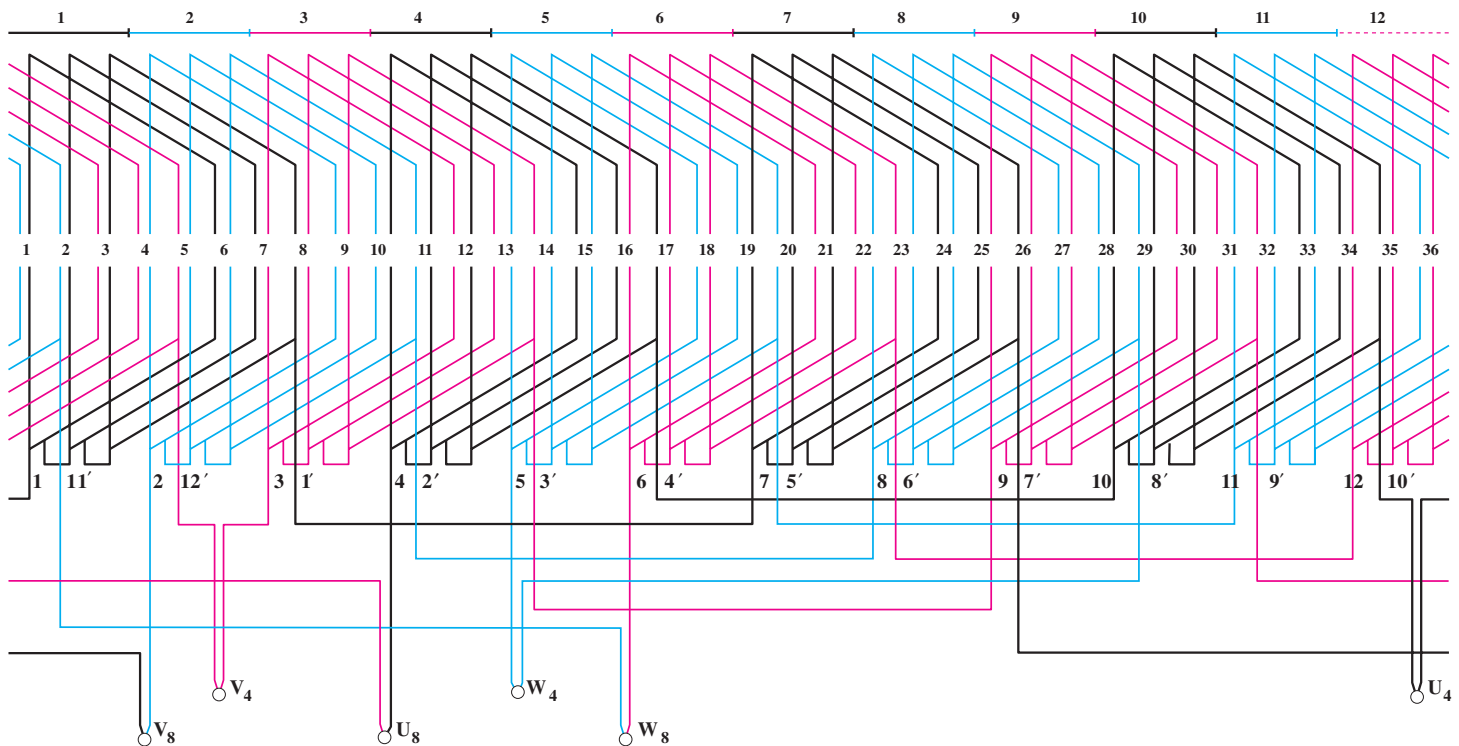 1 2 3 4 5 6 7 8 9 10 11 12
1 2 3 4 5 6 7 8 9 10 11 12 13 14 15 16 17 18 19 20 21 22 23 24 25 26 27 28 29 30 31 32 33 34 35 36
1 11′ 2 12′ 3 1′ 4 2′ 5 3′ 6 4′ 7 5′ 8 6′ 9 7′ 10 8′ 11 9′ 12 10′
V4 W4 U4
V8 U8 W8